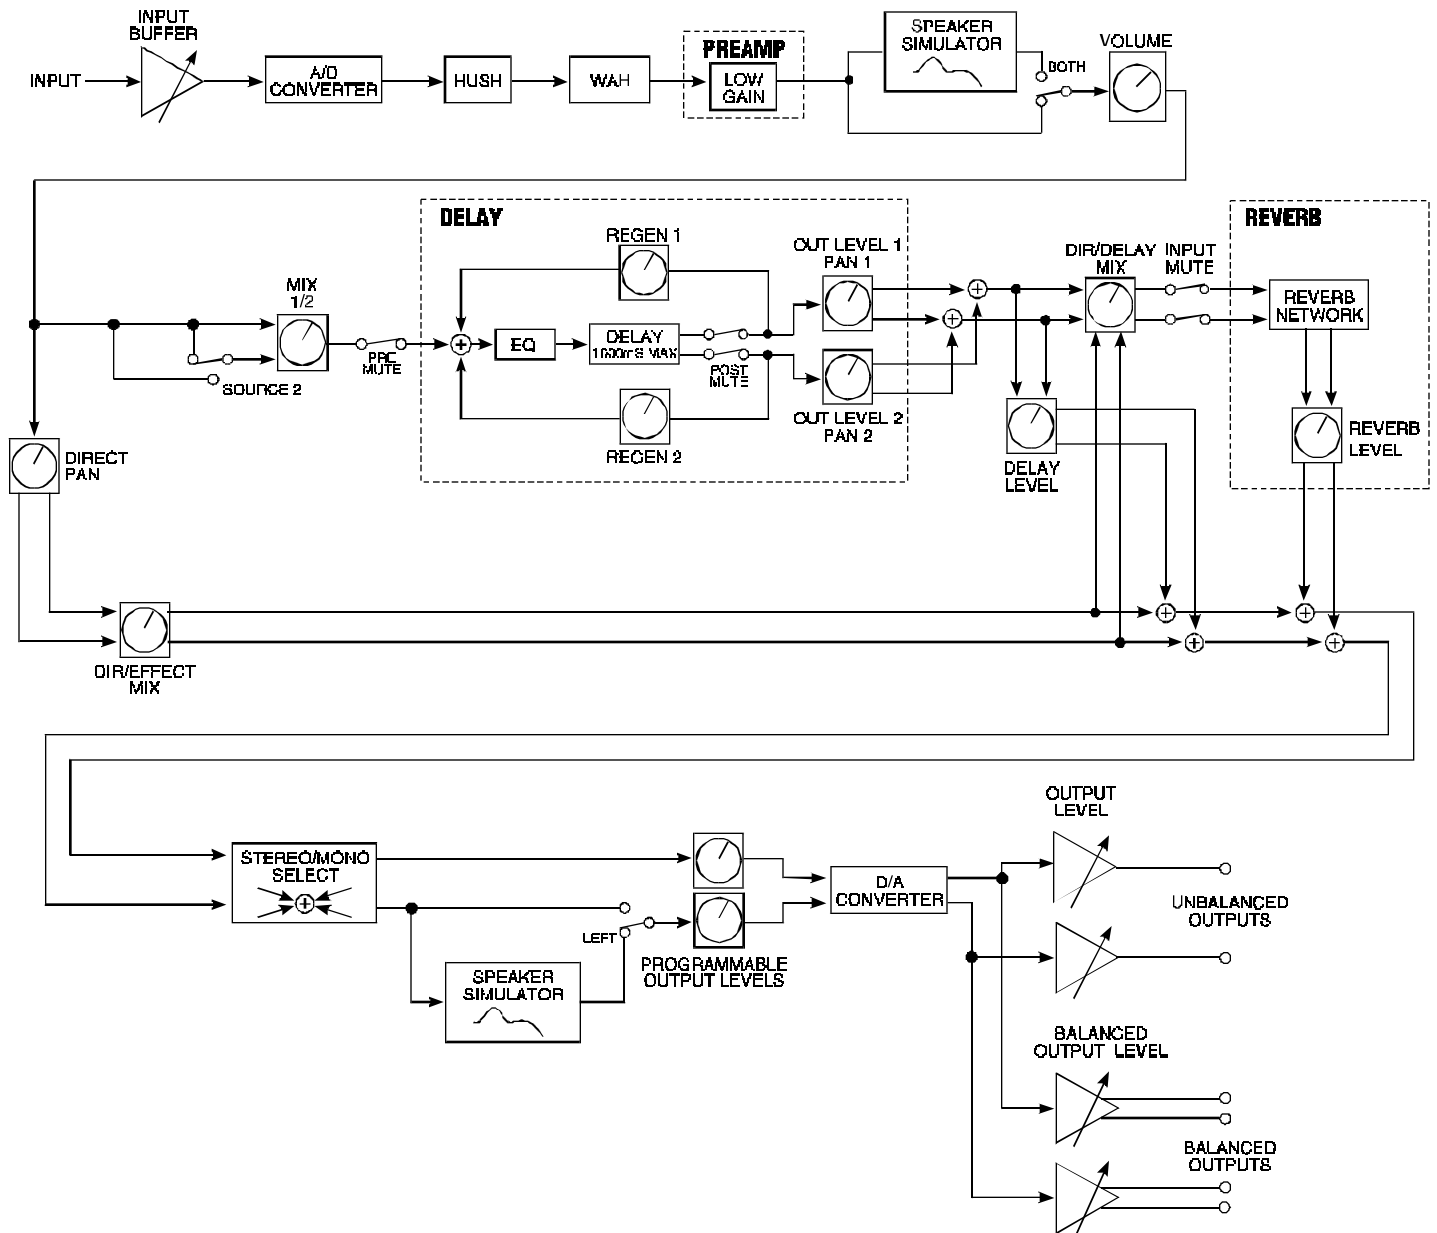 INPUT
BUFFER
INPUT
A/D
CONVERTER
HUSH
WAH
PREAMP
LOW
GAIN
SPEAKER
SIMULATOR
BOTH
VOLUME
DELAY
REGEN 1
OUT LEVEL 1
PAN 1
DIR/DELAY
MIX
INPUT
MUTE
REVERB
MIX
1/2
PRE
MUTE
EQ
DELAY
1000mS MAX
POST
MUTE
REVERB
NETWORK
SOURCE 2
OUT LEVEL 2
PAN 2
REGEN 2
DIRECT
PAN
DELAY
LEVEL
REVERB
LEVEL
DIR/EFFECT
MIX
OUTPUT
LEVEL
STEREO/MONO
SELECT
D/A
CONVERTER
UNBALANCED
OUTPUTS
LEFT
PROGRAMMABLE
OUTPUT LEVELS
SPEAKER
SIMULATOR
BALANCED
OUTPUT LEVEL
BALANCED
OUTPUTS